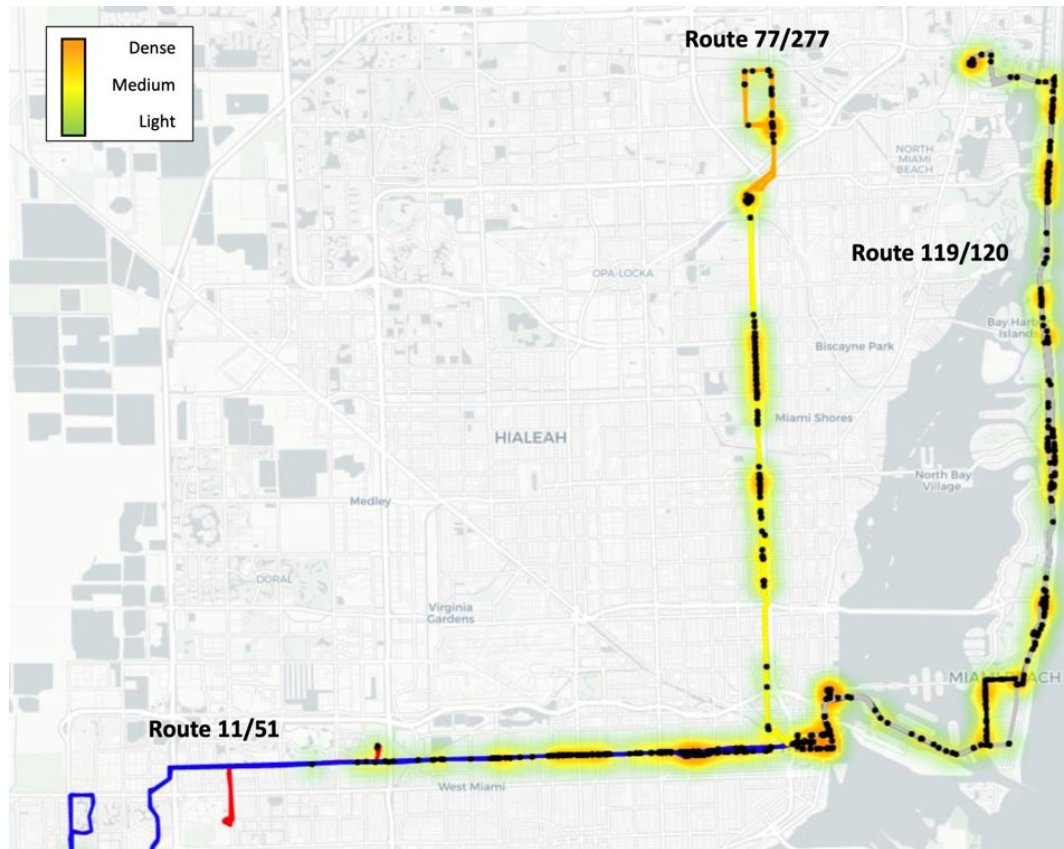 Dense
Medium
Light
Route 77/277
NORTH
MIAMI
BEACH
Route 119/120
OPA-LOCKA
Bay Harbor
Islands
Biscayne Park
Miami Shores
HIALEAH
North Bay
Village
Medley
DORAL
Virginia
Gardens
MIAMI BEACH
Route 11/51
West Miami